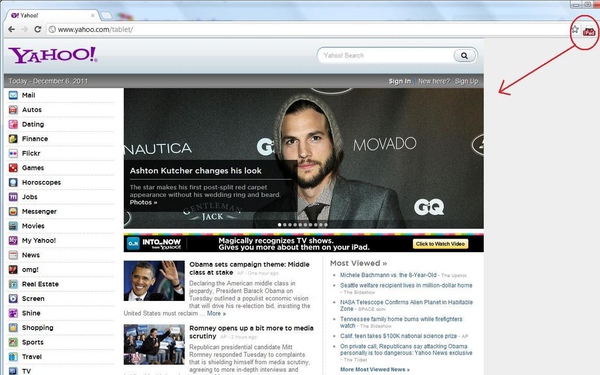 Yahoo!
www.yahoo.com/tablet/
iPad
YAHOO!
Yahoo! Search
Today - December 6, 2011
Sign In New here? Sign Up
Mail
Autos
Dating
Finance
Flickr
Games
Horoscopes
Jobs
Messenger
Movies
My Yahoo!
News
omg!
Real Estate
Screen
Shine
Shopping
Sports
Travel
TV
NAUTICA
GQ
MOVADO
GQ
GENTLEMAN
JACK
Ashton Kutcher changes his look
The star makes his first post-split red carpet
appearance without his wedding ring and beard.
Photos »
INTO_NOW
FROM YAHOO!
Magically recognizes TV shows.
Gives you more about them on your iPad.
Click to Watch Video
Obama sets campaign theme: Middle
class at stake AP - One hour ago
Declaring the American middle class in
jeopardy, President Barack Obama on
Tuesday outlined a populist economic vision
that will drive his re-election bid, insisting the
United States must reclaim ... More »
Romney opens up a bit more to media
scrutiny AP - 2 hours ago
Republican presidential candidate Mitt
Romney responded Tuesday to complaints
that is shielding himself from media scrutiny,
agreeing to more in-depth interviews and
Most Viewed »
Michele Bachmann vs. the 8-Year-Old - The Upshot
Seattle welfare recipient lives in million-dollar home
- The Sideshow
NASA Telescope Confirms Alien Planet in Habitable
Zone - SPACE.com
Tennessee family home burns while firefighters
watch - The Sideshow
Calif. teen takes $100K national science prize - AP
On private call, Republicans say attacking Obama
personally is too dangerous: Yahoo News exclusive
- The Ticket
More Most Viewed News »